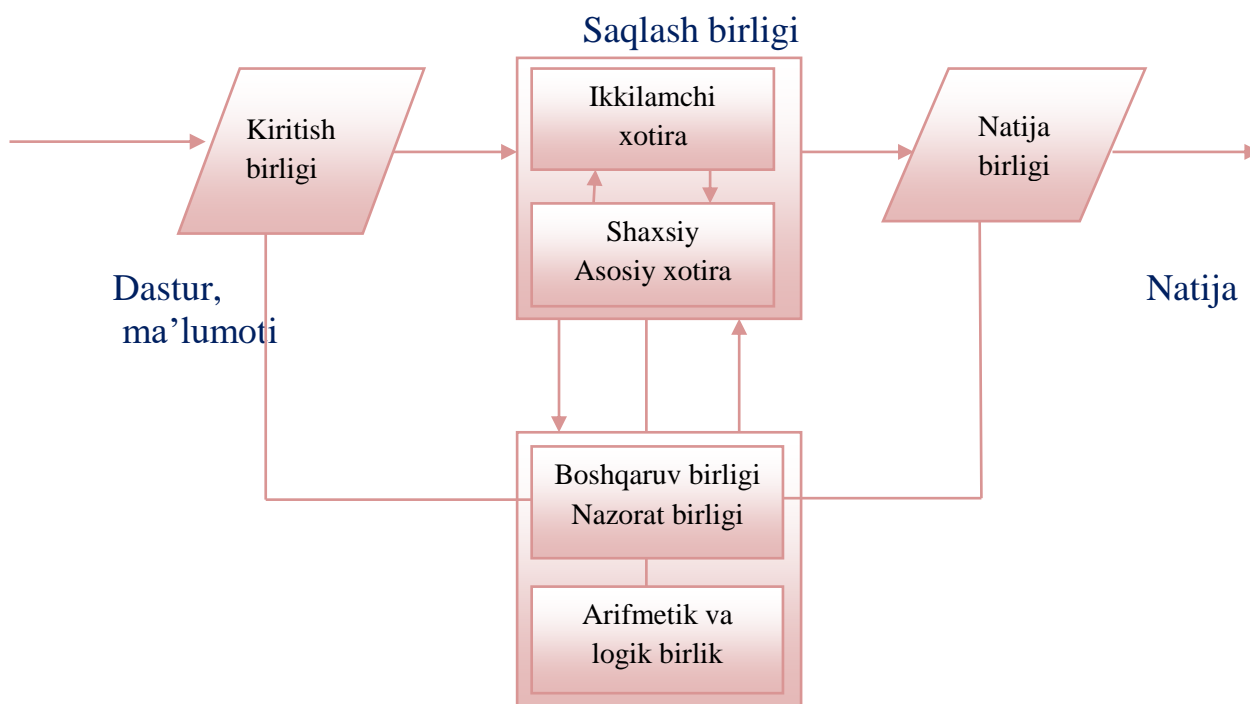 Saqlash birligi
Ikkilamchi
xotira
Kiritish
birligi
Natija
birligi
Shaxsiy
Asosiy xotira
Dastur,
ma’lumoti
Natija
Boshqaruv birligi
Nazorat birligi
Arifmetik va
logik birlik